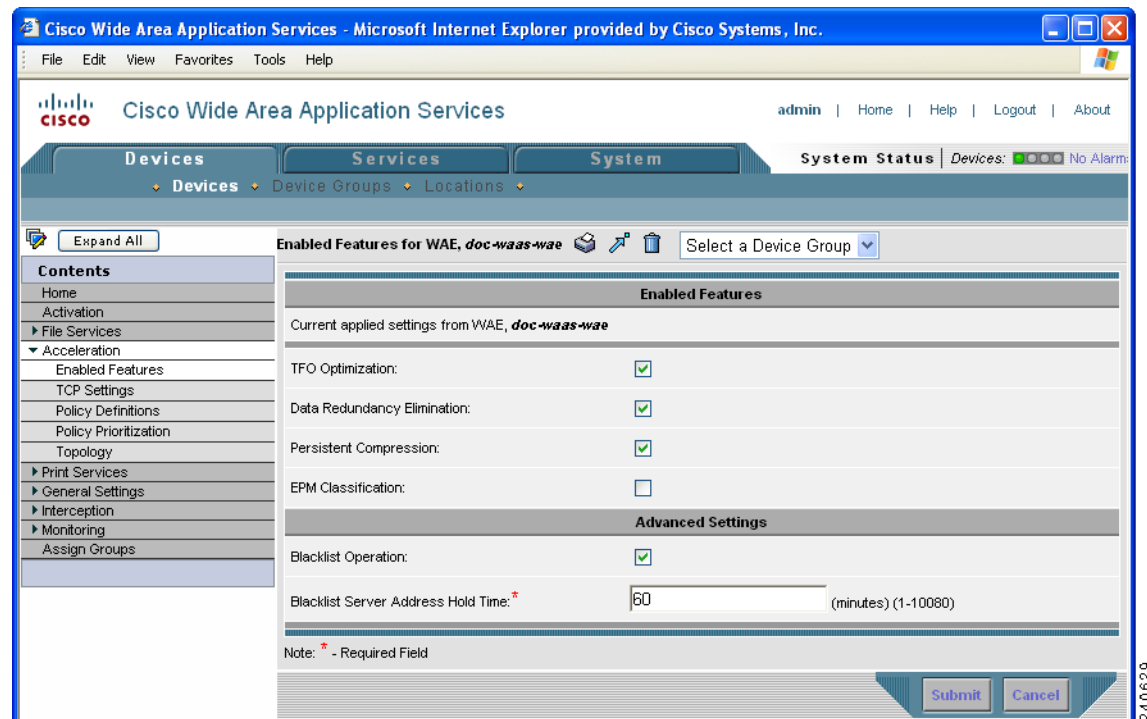 Cisco Wide Area Application Services - Microsoft Internet Explorer provided by Cisco Systems, Inc.
File Edit View Favorites Tools Help
CISCO Cisco Wide Area Application Services admin | Home | Help | Logout | About
Devices Services System System Status | Devices: No Alarm
Devices Device Groups Locations
Expand All
Enabled Features for WAE, doc-waas-wae Select a Device Group
Contents
Home
Activation
File Services
Acceleration
Enabled Features
TCP Settings
Policy Definitions
Policy Prioritization
Topology
Print Services
General Settings
Interception
Monitoring
Assign Groups
Enabled Features
Current applied settings from WAE, doc-waas-wae
TFO Optimization:
Data Redundancy Elimination:
Persistent Compression:
EPM Classification:
Advanced Settings
Blacklist Operation:
Blacklist Server Address Hold Time:* 60 (minutes) (1-10080)
Note: * - Required Field
Submit Cancel